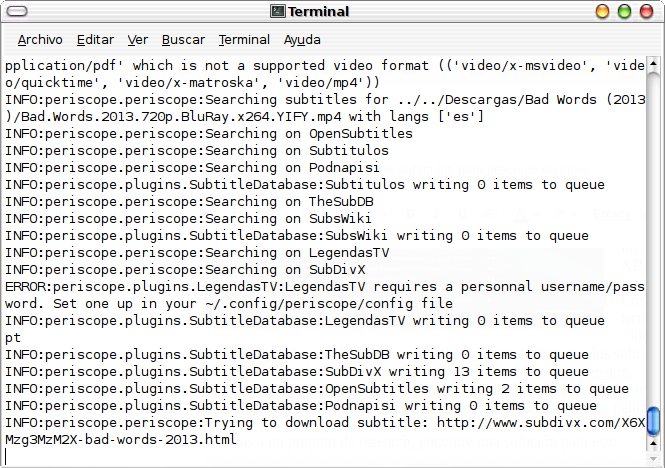 Terminal
Archivo Editar Ver Buscar Terminal Ayuda
pplication/pdf' which is not a supported video format (('video/x-msvideo', 'vide
o/quicktime', 'video/x-matroska', 'video/mp4'))
INFO:periscope.periscope:Searching subtitles for ../../Descargas/Bad Words (2013
)/Bad.Words.2013.720p.BluRay.x264.YIFY.mp4 with langs ['es']
INFO:periscope.periscope:Searching on OpenSubtitles
INFO:periscope.periscope:Searching on Subtitulos
INFO:periscope.periscope:Searching on Podnapisi
INFO:periscope.plugins.SubtitleDatabase:Subtitulos writing 0 items to queue
INFO:periscope.periscope:Searching on TheSubDB
INFO:periscope.periscope:Searching on SubsWiki
INFO:periscope.plugins.SubtitleDatabase:SubsWiki writing 0 items to queue
INFO:periscope.periscope:Searching on LegendasTV
INFO:periscope.periscope:Searching on SubDivX
ERROR:periscope.plugins.LegendasTV:LegendasTV requires a personnal username/pass
word. Set one up in your ~/.config/periscope/config file
INFO:periscope.plugins.SubtitleDatabase:LegendasTV writing 0 items to queue
pt
INFO:periscope.plugins.SubtitleDatabase:TheSubDB writing 0 items to queue
INFO:periscope.plugins.SubtitleDatabase:SubDivX writing 13 items to queue
INFO:periscope.plugins.SubtitleDatabase:OpenSubtitles writing 2 items to queue
INFO:periscope.plugins.SubtitleDatabase:Podnapisi writing 0 items to queue
INFO:periscope.periscope:Trying to download subtitle: http://www.subdivx.com/X6X
Mzg3MzM2X-bad-words-2013.html